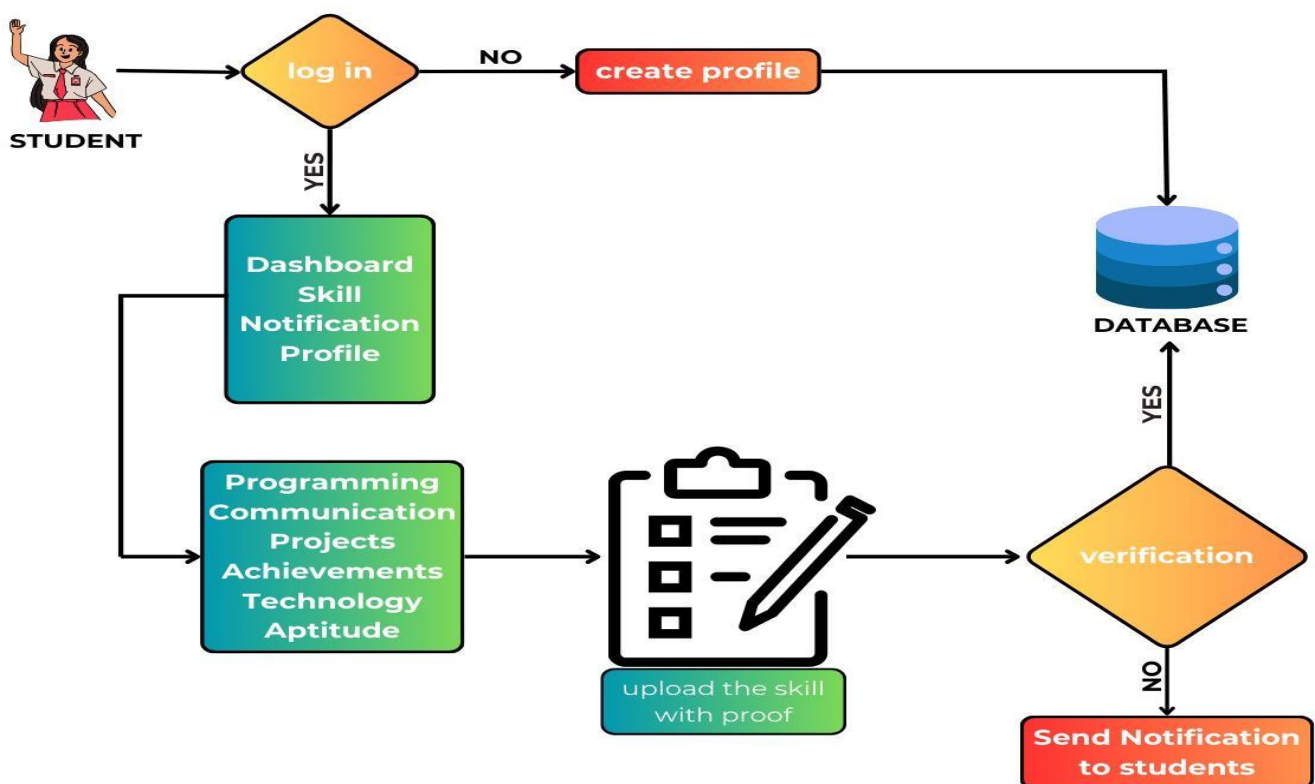 log in
NO
create profile
STUDENT
YES
Dashboard
Skill
Notification
Profile
DATABASE
YES
Programming
Communication
Projects
Achievements
Technology
Aptitude
verification
upload the skill
with proof
NO
Send Notification
to students